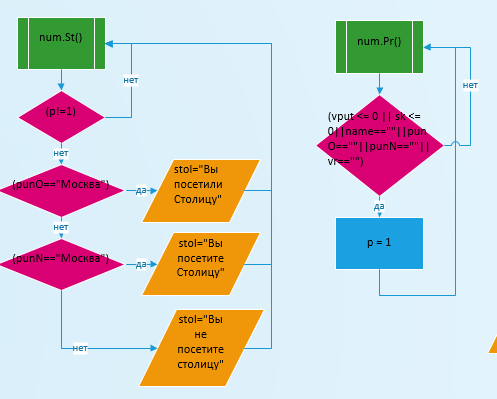 num.St()
нет
(p!=1)
нет
(punO=="Москва")
да
stol="Вы
посетили
Столицу"
нет
(punN=="Москва")
да
stol="Вы
посетите
Столицу"
нет
stol="Вы
не
посетите
столицу"
num.Pr()
нет
(vput <= 0 || sk <=
0||name==""||pun
O==""||punN==""||
vr=="")
да
p = 1